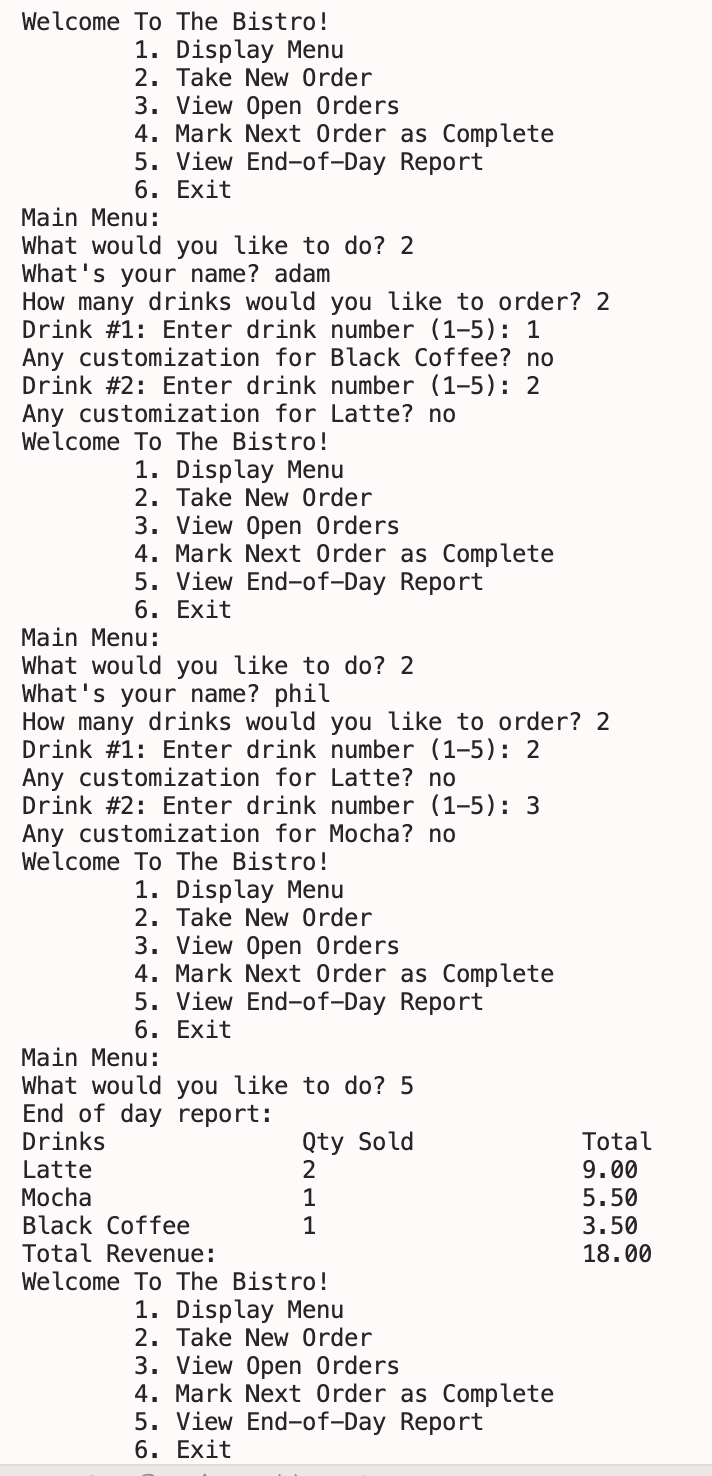 Welcome To The Bistro!
1. Display Menu
2. Take New Order
3. View Open Orders
4. Mark Next Order as Complete
5. View End-of-Day Report
6. Exit
Main Menu:
What would you like to do? 2
What's your name? adam
How many drinks would you like to order? 2
Drink #1: Enter drink number (1-5): 1
Any customization for Black Coffee? no
Drink #2: Enter drink number (1-5): 2
Any customization for Latte? no
Welcome To The Bistro!
1. Display Menu
2. Take New Order
3. View Open Orders
4. Mark Next Order as Complete
5. View End-of-Day Report
6. Exit
Main Menu:
What would you like to do? 2
What's your name? phil
How many drinks would you like to order? 2
Drink #1: Enter drink number (1-5): 2
Any customization for Latte? no
Drink #2: Enter drink number (1-5): 3
Any customization for Mocha? no
Welcome To The Bistro!
1. Display Menu
2. Take New Order
3. View Open Orders
4. Mark Next Order as Complete
5. View End-of-Day Report
6. Exit
Main Menu:
What would you like to do? 5
End of day report:
Drinks Qty Sold Total
Latte 2 9.00
Mocha 1 5.50
Black Coffee 1 3.50
Total Revenue: 18.00
Welcome To The Bistro!
1. Display Menu
2. Take New Order
3. View Open Orders
4. Mark Next Order as Complete
5. View End-of-Day Report
6. Exit